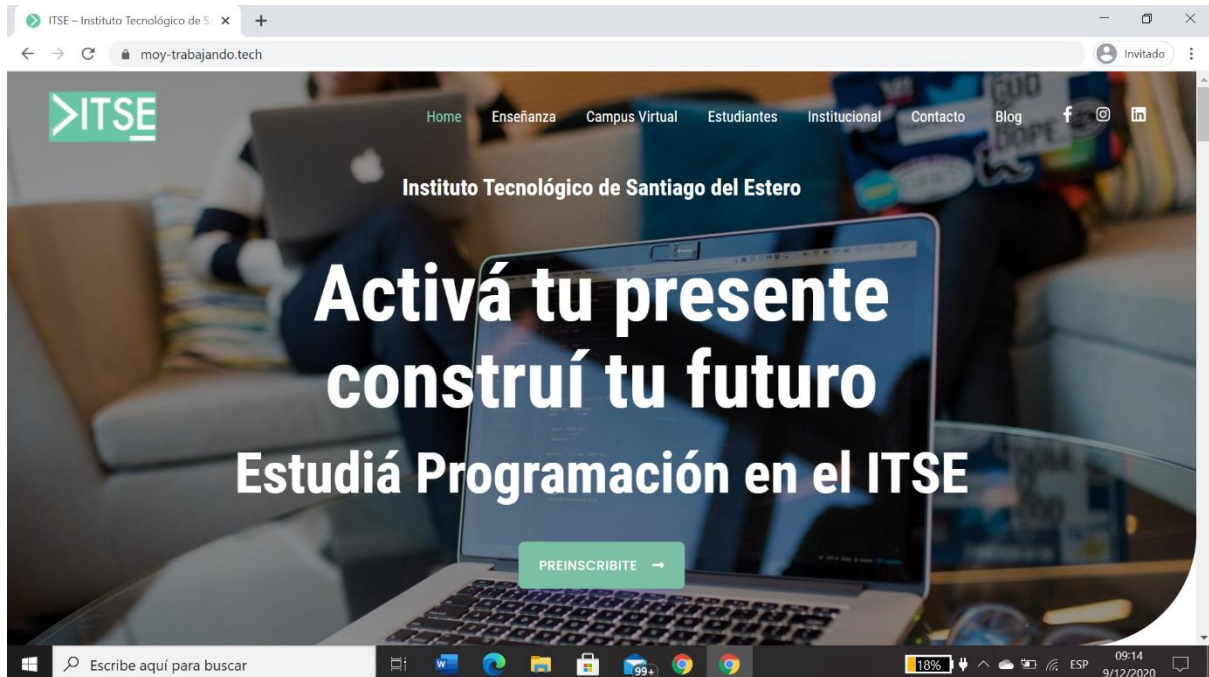 ITSE – Instituto Tecnológico de S
moy-trabajando.tech
Invitado
>ITSE
Home Enseñanza Campus Virtual Estudiantes Institucional Contacto Blog
Instituto Tecnológico de Santiago del Estero
Activá tu presente
construí tu futuro
Estudiá Programación en el ITSE
PREINSCRIBITE →
Escribe aquí para buscar
99+
18%
ESP
09:14
9/12/2020